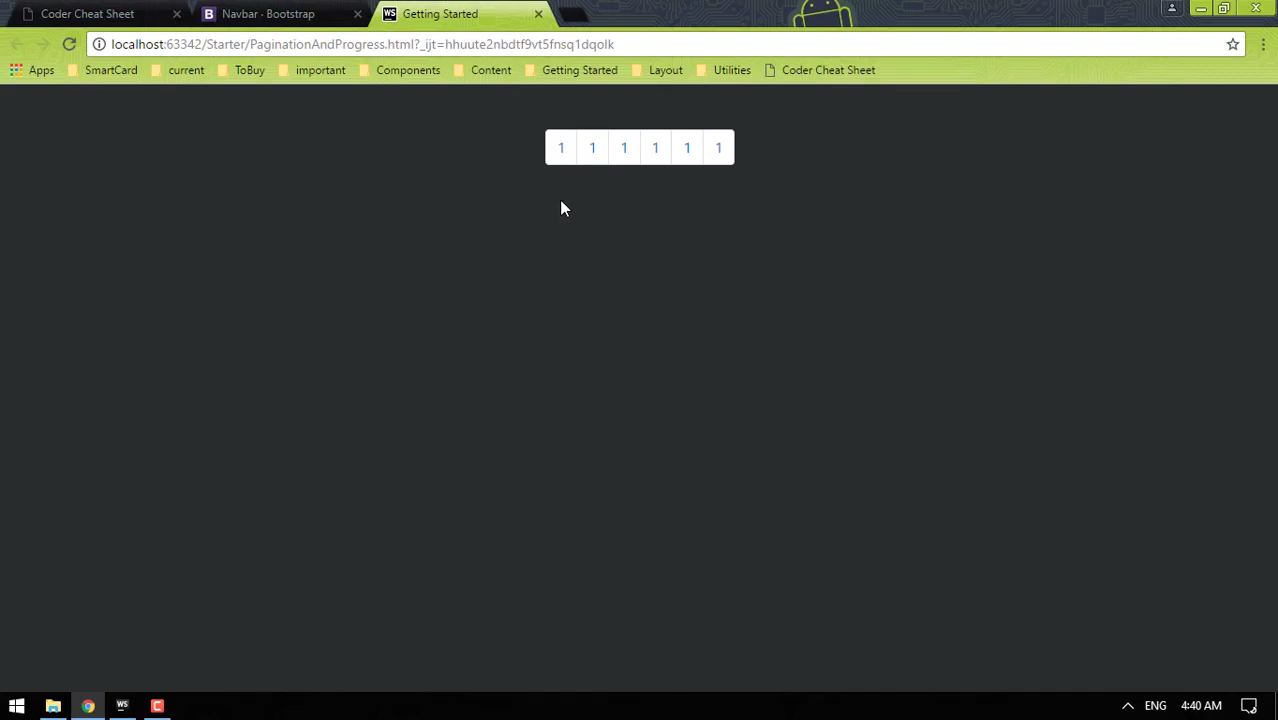 Coder Cheat Sheet
B Navbar · Bootstrap
WS Getting Started
localhost:63342/Starter/PaginationAndProgress.html?_ijt=hhuute2nbdtf9vt5fnsq1dqolk
Apps SmartCard current ToBuy important Components Content Getting Started Layout Utilities Coder Cheat Sheet
1 1 1 1 1 1
WS C ENG 4:40 AM